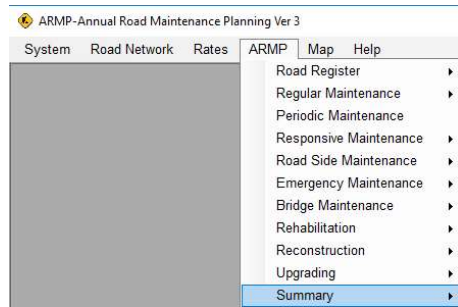 ARMP-Annual Road Maintenance Planning Ver 3
System Road Network Rates ARMP Map Help
Road Register
Regular Maintenance
Periodic Maintenance
Responsive Maintenance
Road Side Maintenance
Emergency Maintenance
Bridge Maintenance
Rehabilitation
Reconstruction
Upgrading
Summary